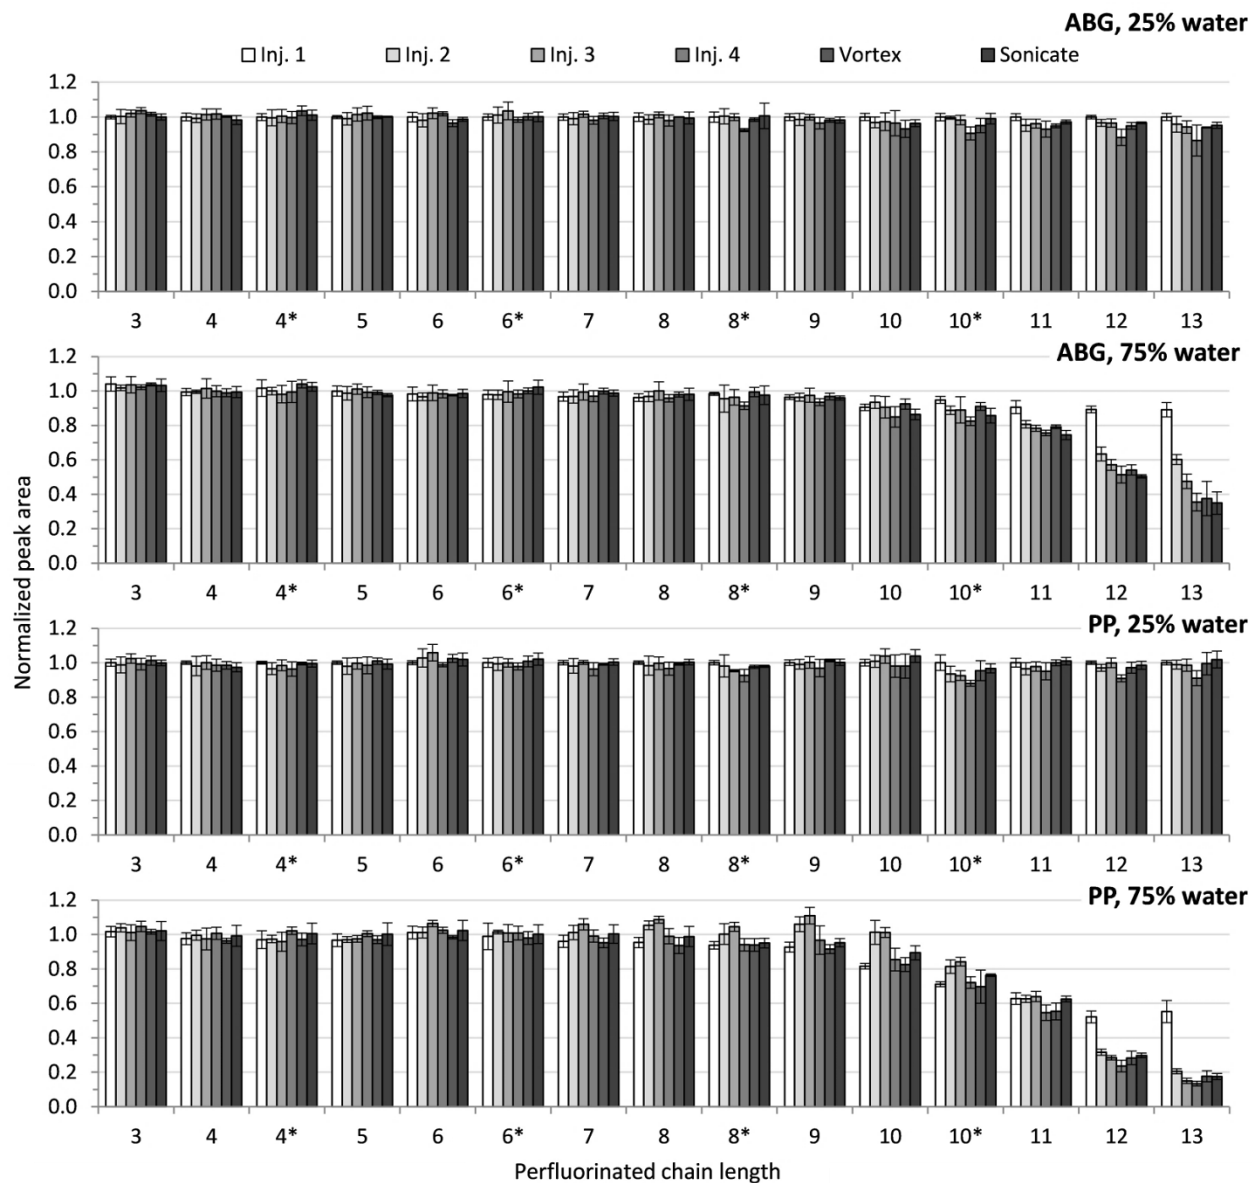 ABG, 25% water
Inj. 1 Inj. 2 Inj. 3 Inj. 4 Vortex Sonicate
1.2
1.0
0.8
0.6
0.4
0.2
0.0
3 4 4* 5 6 6* 7 8 8* 9 10 10* 11 12 13
ABG, 75% water
1.2
1.0
0.8
0.6
0.4
0.2
0.0
3 4 4* 5 6 6* 7 8 8* 9 10 10* 11 12 13
Normalized peak area
PP, 25% water
1.2
1.0
0.8
0.6
0.4
0.2
0.0
3 4 4* 5 6 6* 7 8 8* 9 10 10* 11 12 13
PP, 75% water
1.2
1.0
0.8
0.6
0.4
0.2
0.0
3 4 4* 5 6 6* 7 8 8* 9 10 10* 11 12 13
Perfluorinated chain length